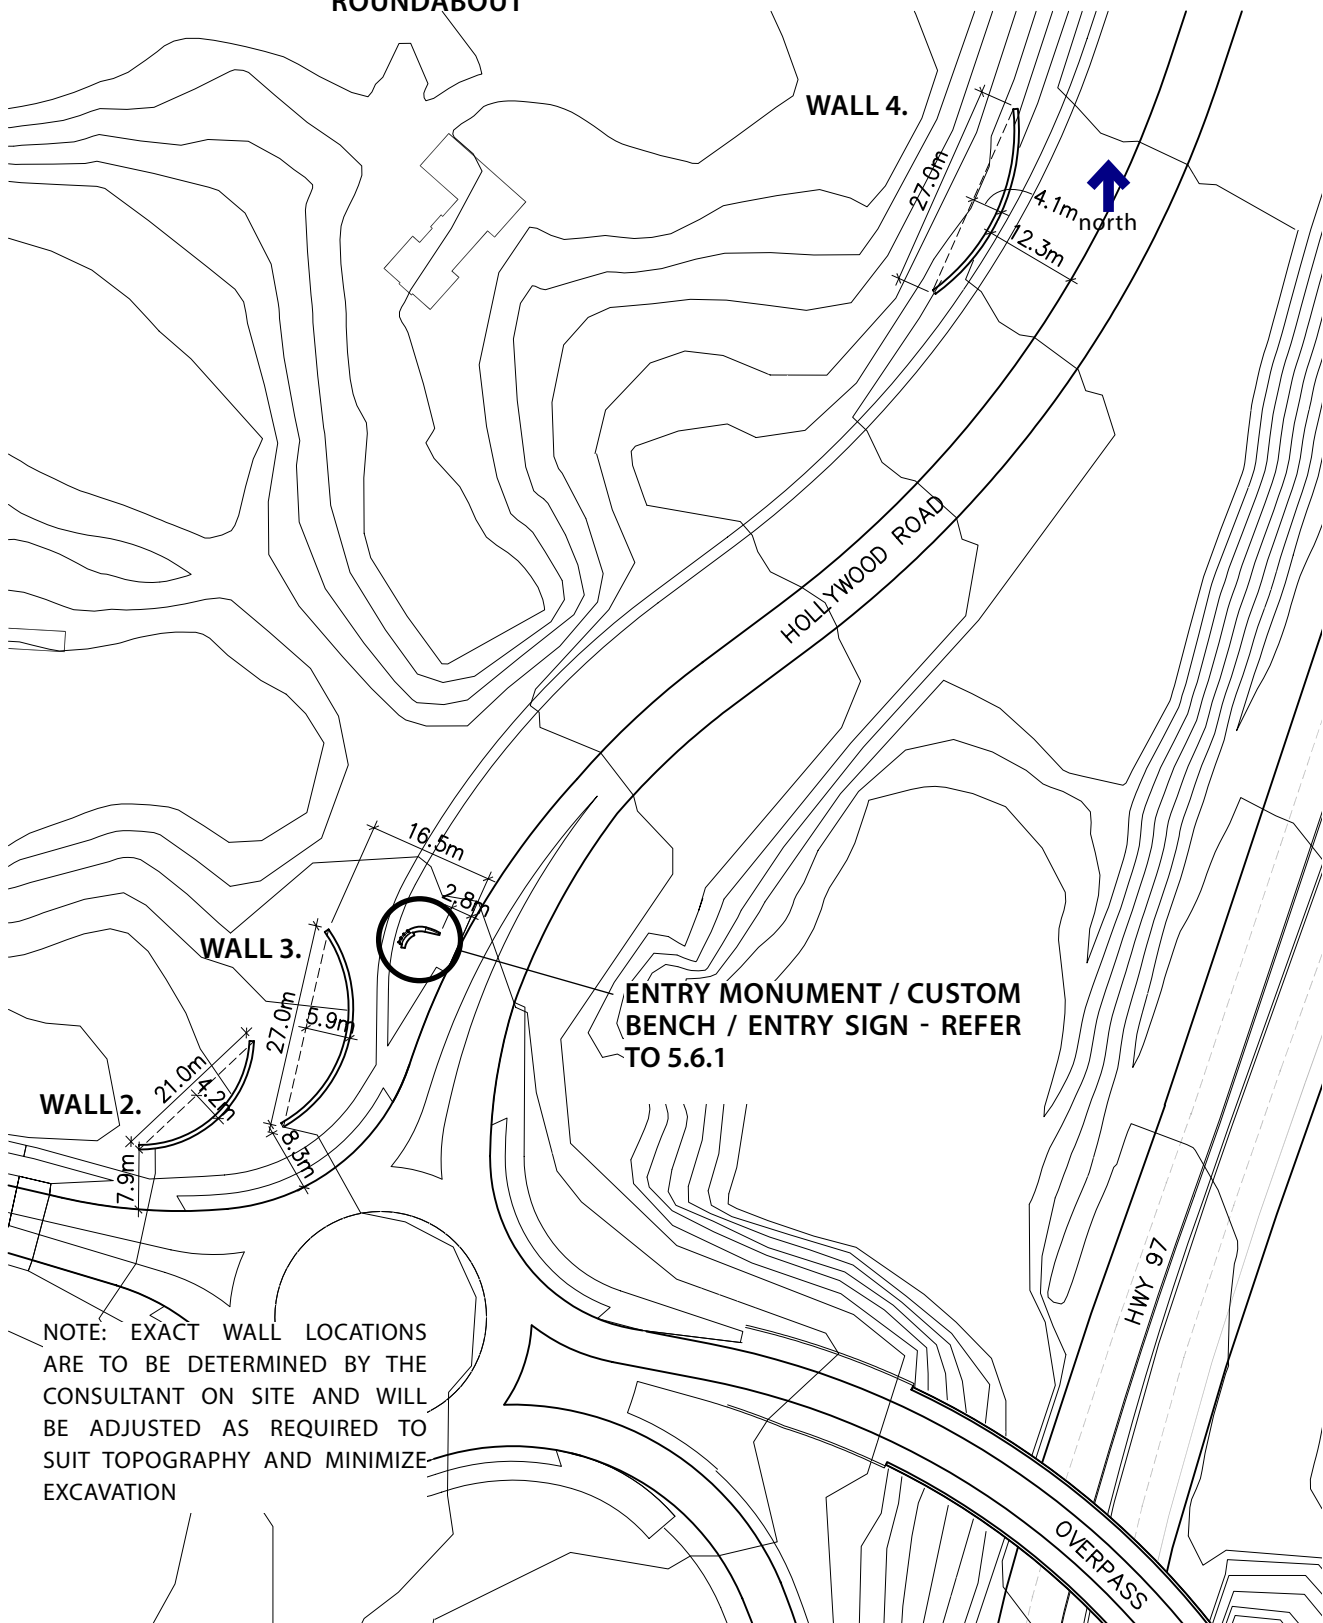 ROUNDABOUT
WALL 4.
27.0m
4.1m
north
12.3m
HOLLYWOOD ROAD
16.5m
2.8m
WALL 3.
27.0m
5.9m
ENTRY MONUMENT / CUSTOM
BENCH / ENTRY SIGN - REFER
TO 5.6.1
WALL 2.
21.0m
4.2m
8.3m
7.9m
HWY 97
NOTE: EXACT WALL LOCATIONS
ARE TO BE DETERMINED BY THE
CONSULTANT ON SITE AND WILL
BE ADJUSTED AS REQUIRED TO
SUIT TOPOGRAPHY AND MINIMIZE
EXCAVATION
OVERPASS